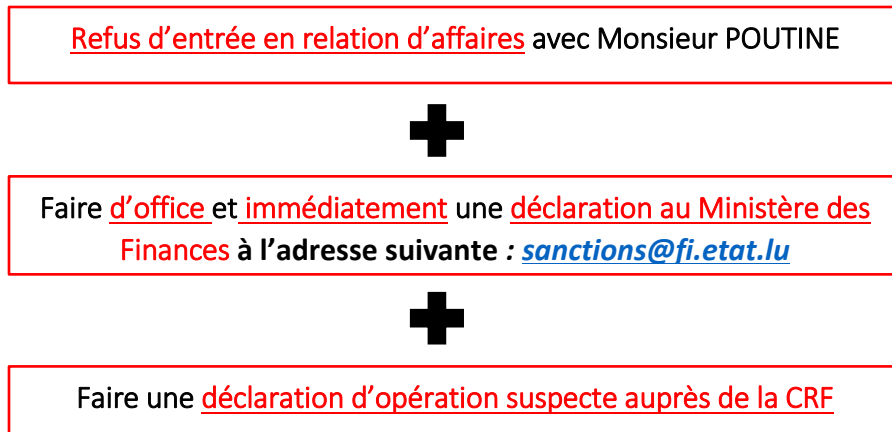 Refus d’entrée en relation d’affaires avec Monsieur POUTINE
Faire d’office et immédiatement une déclaration au Ministère des
Finances à l’adresse suivante : sanctions@fi.etat.lu
Faire une déclaration d’opération suspecte auprès de la CRF